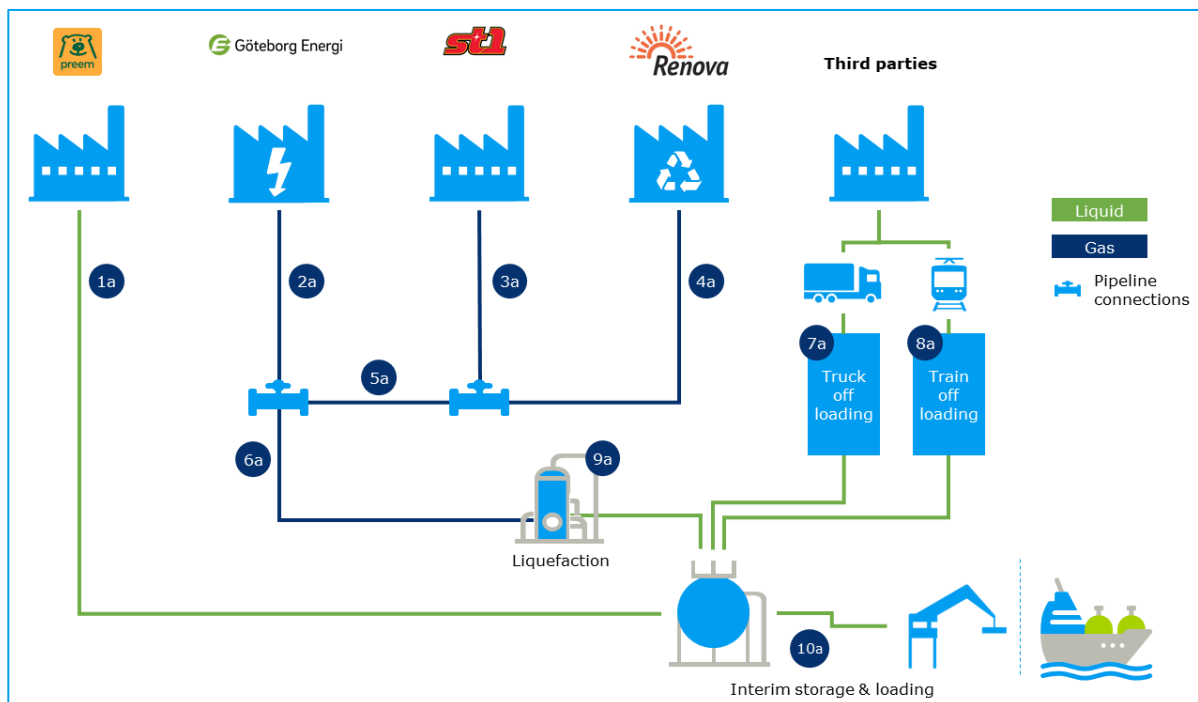 preem
Göteborg Energi
st1
Renova
Third parties
Liquid
Gas
Pipeline
connections
1a
2a
3a
4a
7a
8a
Truck
off
loading
Train
off
loading
5a
6a
9a
Liquefaction
10a
Interim storage & loading